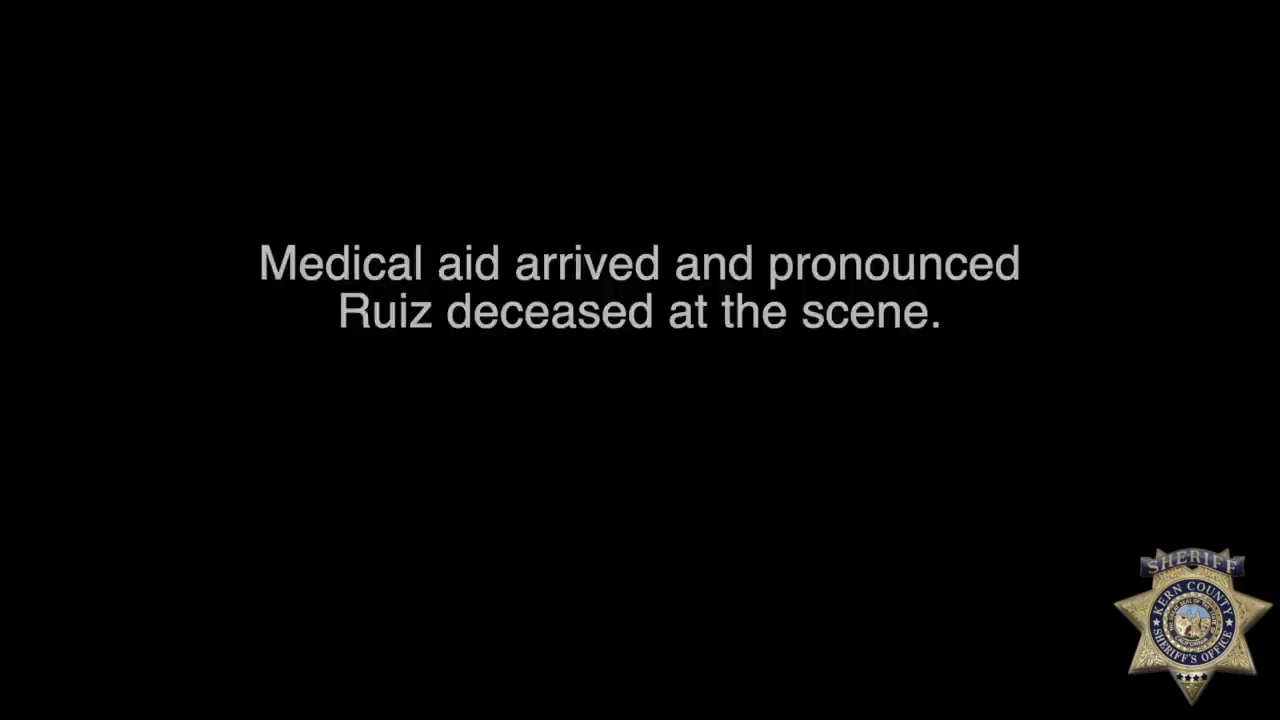 Medical aid arrived and pronounced
Ruiz deceased at the scene.
SHERIFF
KERN COUNTY
SHERIFF'S OFFICE